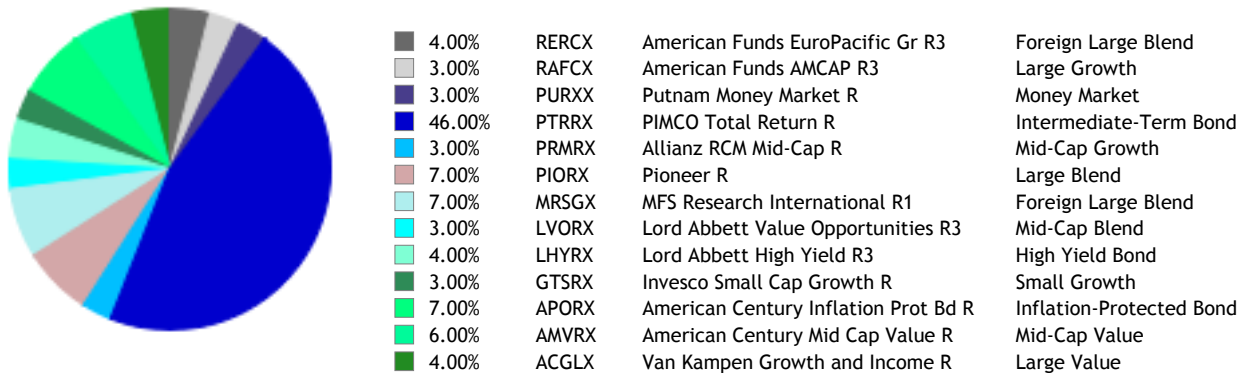 4.00% RERCX American Funds EuroPacific Gr R3 Foreign Large Blend
3.00% RAFCX American Funds AMCAP R3 Large Growth
3.00% PURXX Putnam Money Market R Money Market
46.00% PTRRX PIMCO Total Return R Intermediate-Term Bond
3.00% PRMRX Allianz RCM Mid-Cap R Mid-Cap Growth
7.00% PIORX Pioneer R Large Blend
7.00% MRSGX MFS Research International R1 Foreign Large Blend
3.00% LVORX Lord Abbett Value Opportunities R3 Mid-Cap Blend
4.00% LHYRX Lord Abbett High Yield R3 High Yield Bond
3.00% GTSRX Invesco Small Cap Growth R Small Growth
7.00% APORX American Century Inflation Prot Bd R Inflation-Protected Bond
6.00% AMVRX American Century Mid Cap Value R Mid-Cap Value
4.00% ACGLX Van Kampen Growth and Income R Large Value